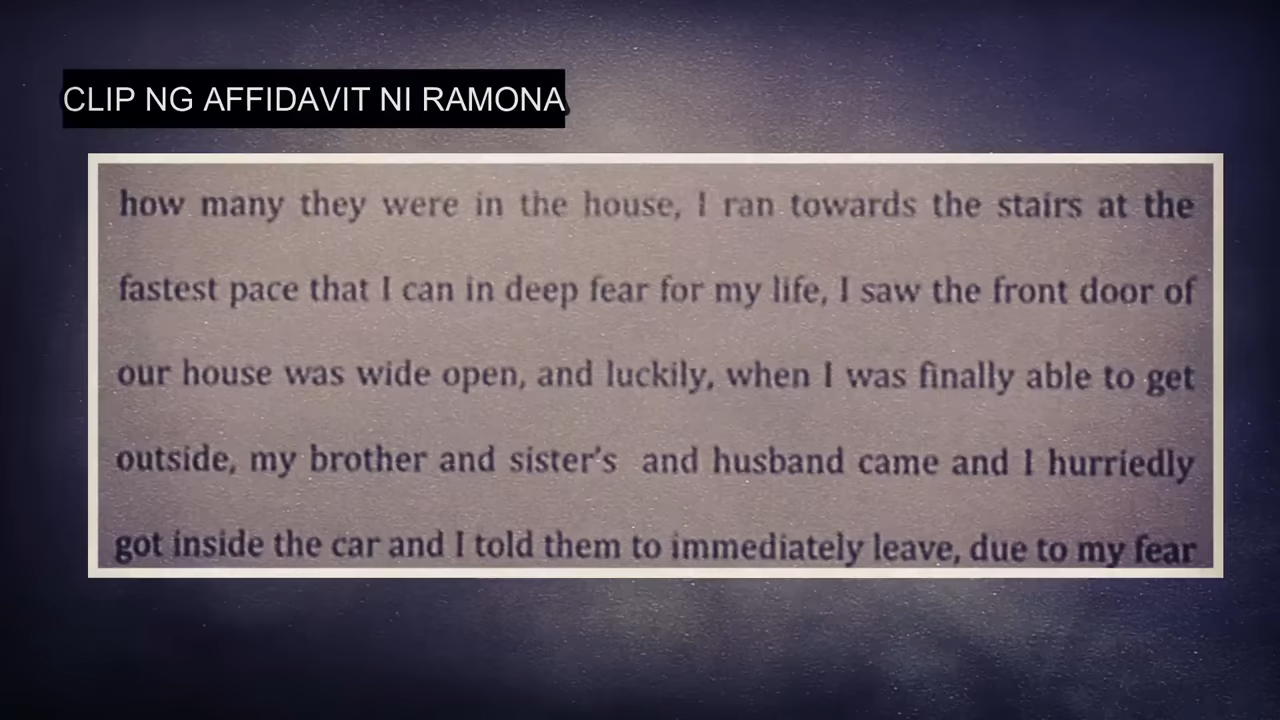 CLIP NG AFFIDAVIT NI RAMONA
how many they were in the house, I ran towards the stairs at the
fastest pace that I can in deep fear for my life, I saw the front door of
our house was wide open, and luckily, when I was finally able to get
outside, my brother and sister's and husband came and I hurriedly
got inside the car and I told them to immediately leave, due to my fear